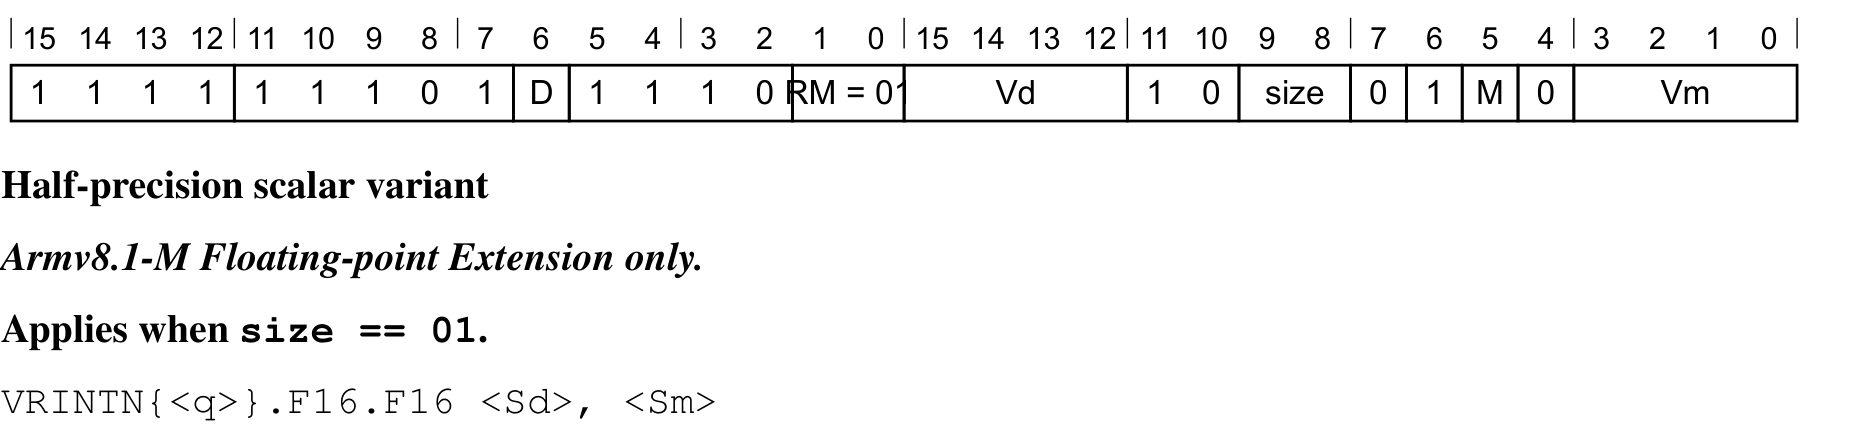 15 14 13 12 11 10 9 8 7 6 5 4 3 2 1 0 15 14 13 12 11 10 9 8 7 6 5 4 3 2 1 0
1 1 1 1 1 1 1 0 1 D 1 1 1 0 RM = 01 Vd 1 0 size 0 1 M 0 Vm
Half-precision scalar variant
Armv8.1-M Floating-point Extension only.
Applies when size == 01.
VRINTN{<q>}.F16.F16 <Sd>, <Sm>